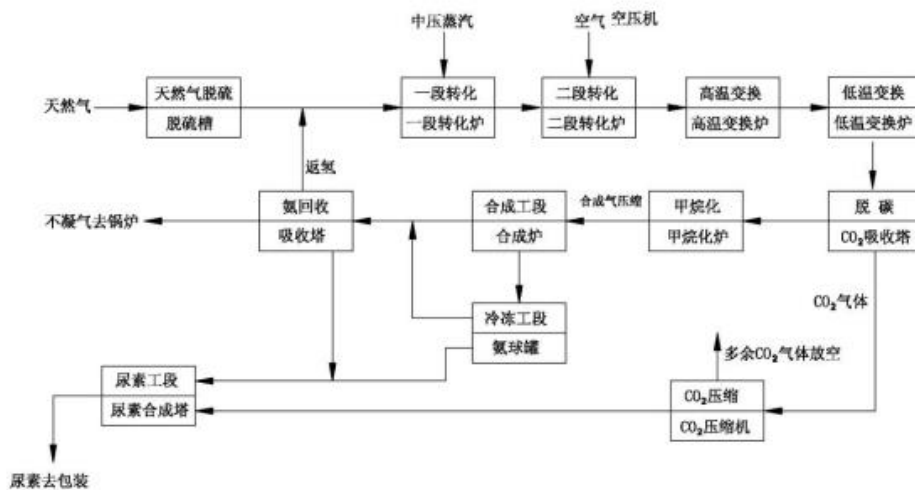 中压蒸汽
空气 空压机
天然气
天然气脱硫
脱硫槽
一段转化
一段转化炉
二段转化
二段转化炉
高温变换
高温变换炉
低温变换
低温变换炉
返氢
不凝气去锅炉
氨回收
吸收塔
合成工段
合成炉
合成气压缩
甲烷化
甲烷化炉
脱 碳
CO₂吸收塔
冷冻工段
氨球罐
CO₂气体
多余CO₂气体放空
尿素工段
尿素合成塔
CO₂压缩
CO₂压缩机
尿素去包装